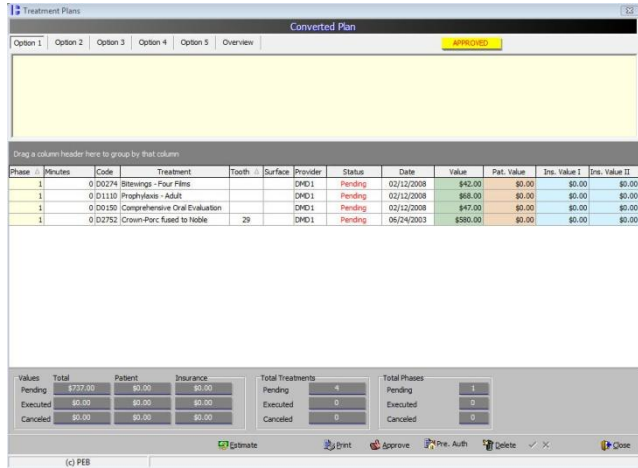 Treatment Plans
Converted Plan
Option 1 Option 2 Option 3 Option 4 Option 5 Overview APPROVED
Drag a column header here to group by that column
Phase Minutes Code Treatment Tooth Surface Provider Status Date Value Pat. Value Ins. Value I Ins. Value II
1 0 D0274 Bitewings - Four Films DMD1 Pending 02/12/2008 $42.00 $0.00 $0.00 $0.00
1 0 D1110 Prophylaxis - Adult DMD1 Pending 02/12/2008 $68.00 $0.00 $0.00 $0.00
1 0 D0150 Comprehensive Oral Evaluation DMD1 Pending 02/12/2008 $47.00 $0.00 $0.00 $0.00
1 0 D2752 Crown-Porc fused to Noble 29 DMD1 Pending 06/24/2003 $580.00 $0.00 $0.00 $0.00
Values Total Patient Insurance Total Treatments Total Phases
Pending $737.00 $0.00 $0.00 Pending 4 Pending 1
Executed $0.00 $0.00 $0.00 Executed 0 Executed 0
Canceled $0.00 $0.00 $0.00 Canceled 0 Canceled 0
Estimate Print Approve Pre. Auth Delete Close
(c) PEB